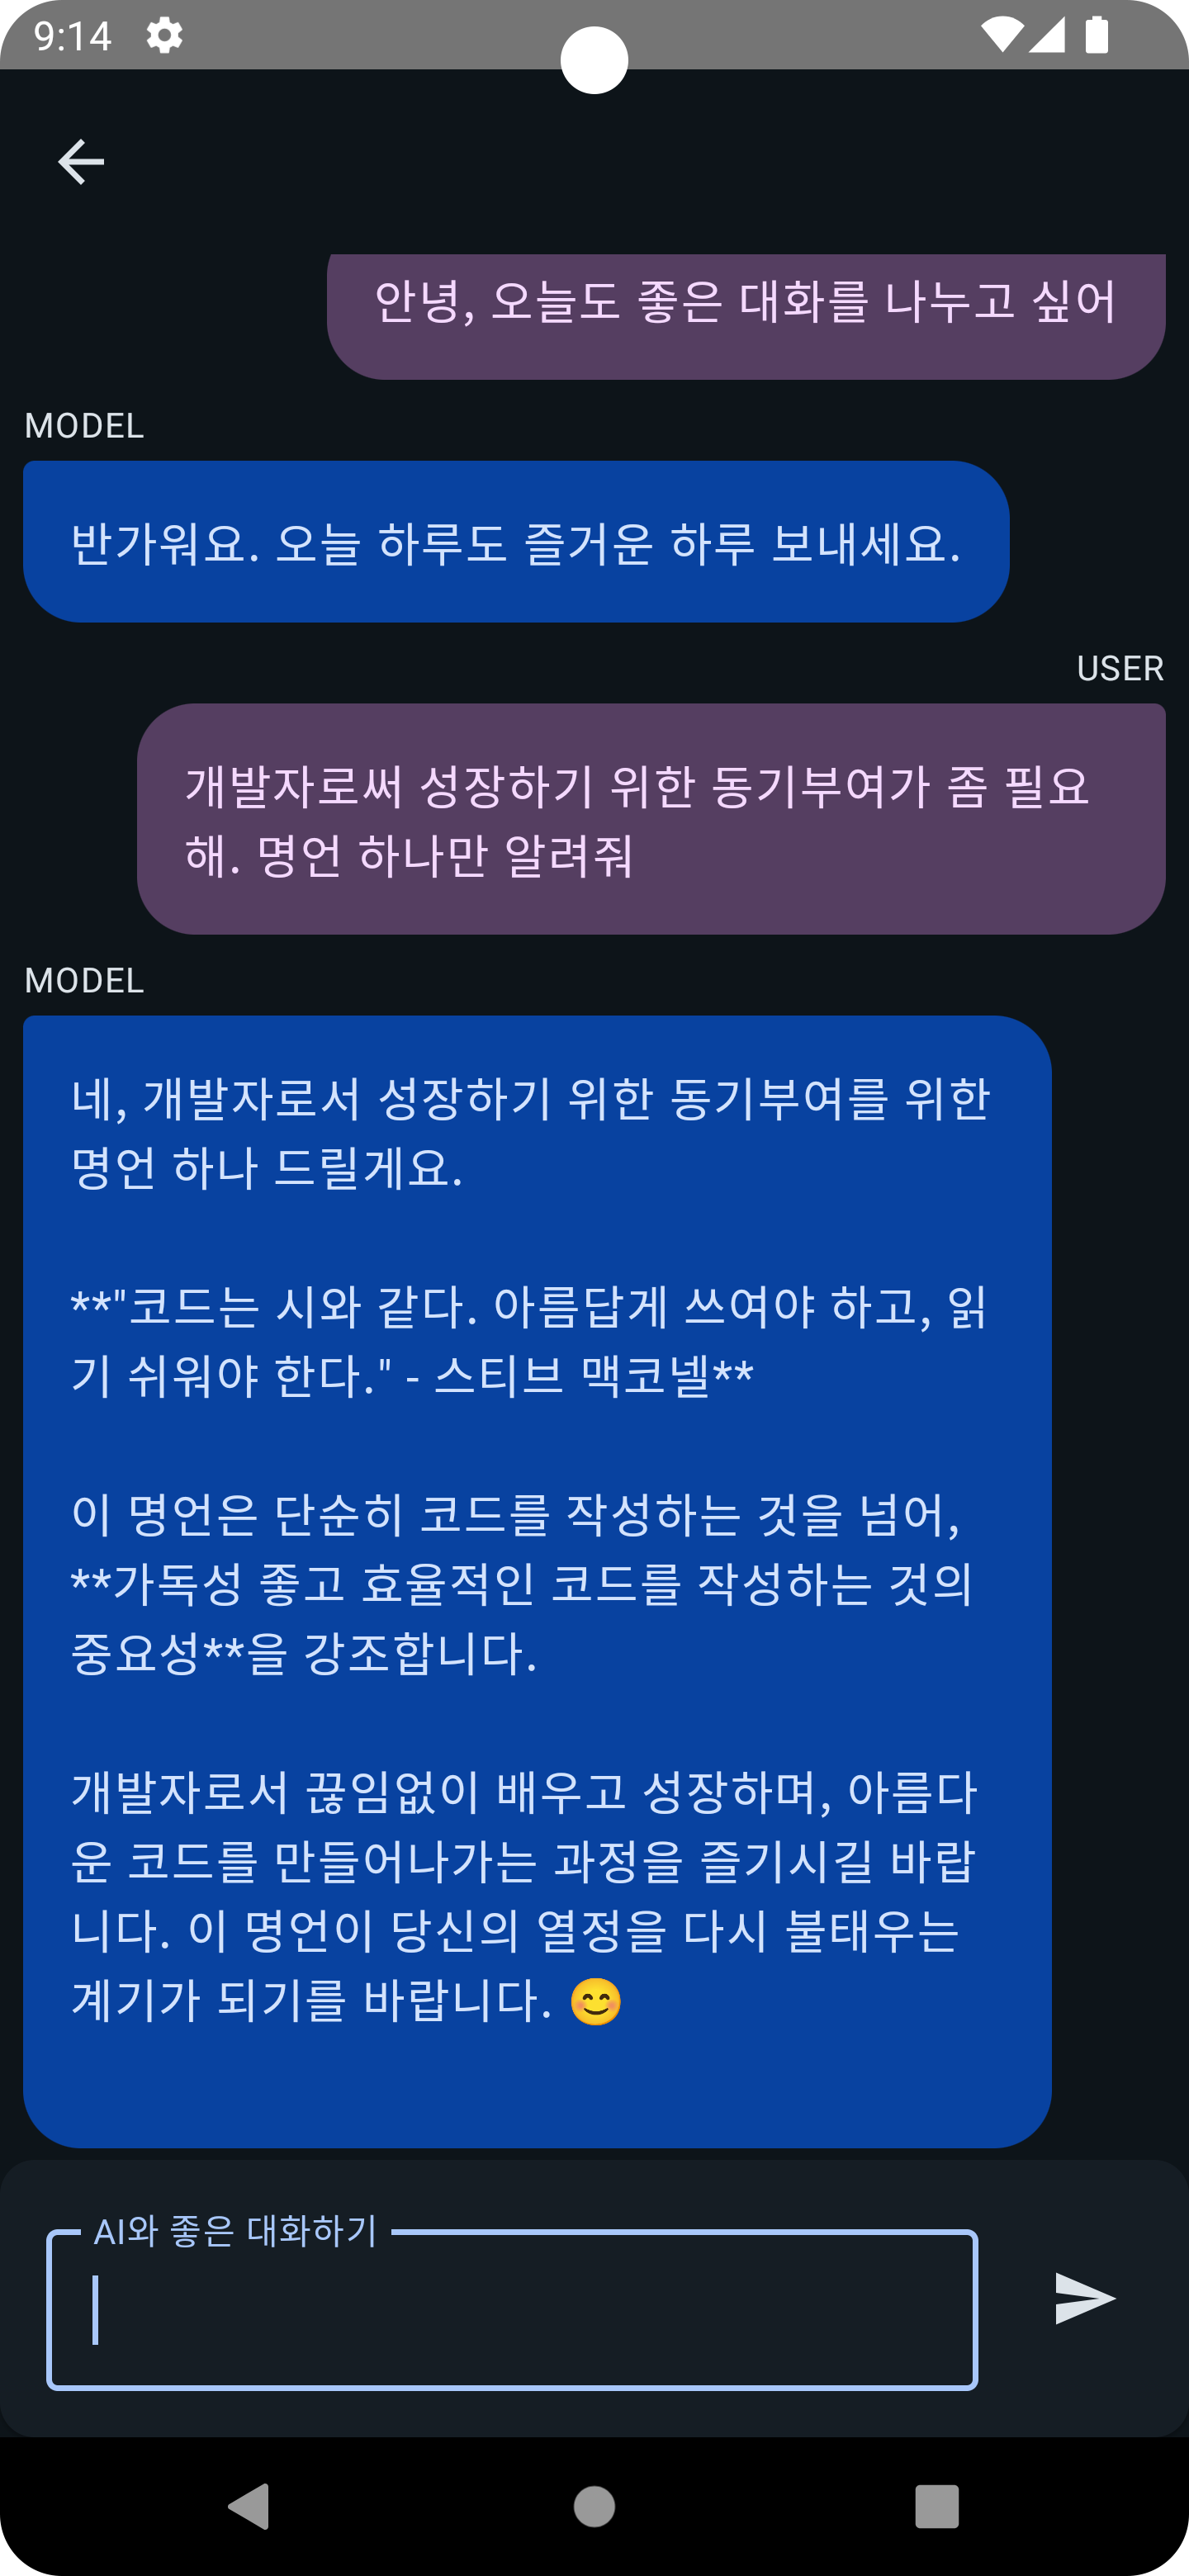 9:14
안녕, 오늘도 좋은 대화를 나누고 싶어
MODEL
반가워요. 오늘 하루도 즐거운 하루 보내세요.
USER
개발자로써 성장하기 위한 동기부여가 좀 필요
해. 명언 하나만 알려줘
MODEL
네, 개발자로서 성장하기 위한 동기부여를 위한
명언 하나 드릴게요.
**"코드는 시와 같다. 아름답게 쓰여야 하고, 읽
기 쉬워야 한다." - 스티브 맥코넬**
이 명언은 단순히 코드를 작성하는 것을 넘어,
**가독성 좋고 효율적인 코드를 작성하는 것의
중요성**을 강조합니다.
개발자로서 끊임없이 배우고 성장하며, 아름다
운 코드를 만들어나가는 과정을 즐기시길 바랍
니다. 이 명언이 당신의 열정을 다시 불태우는
계기가 되기를 바랍니다. 😊
AI와 좋은 대화하기